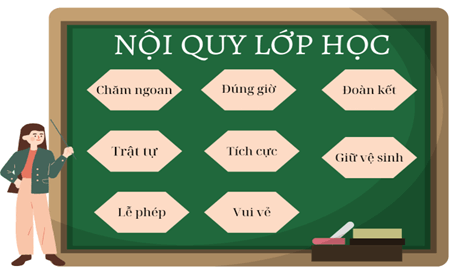 NỘI QUY LỚP HỌC
Chăm ngoan
Đúng giờ
Đoàn kết
Trật tự
Tích cực
Giữ vệ sinh
Lễ phép
Vui vẻ